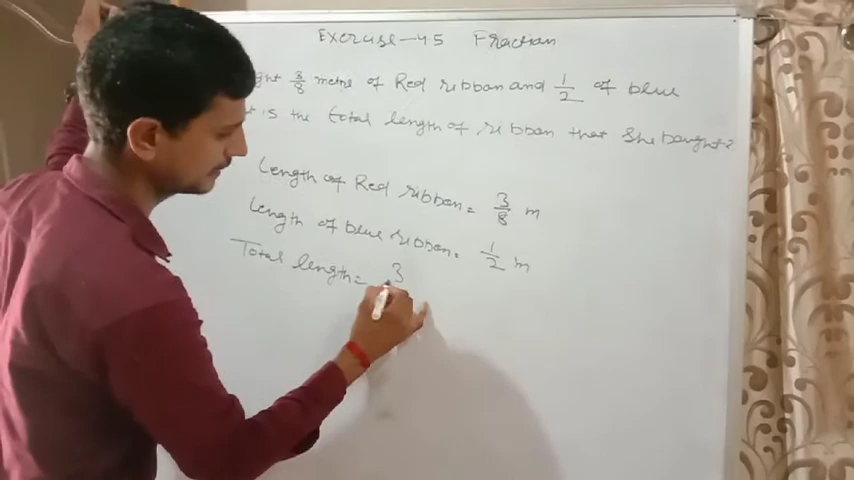 Exercise-45 Fraction
ght 3/8 metre of Red ribbon and 1/2 of blue
t is the total length of ribbon that she bought?
Length of Red ribbon = 3/8 m
Length of blue ribbon = 1/2 m
Total length = 3